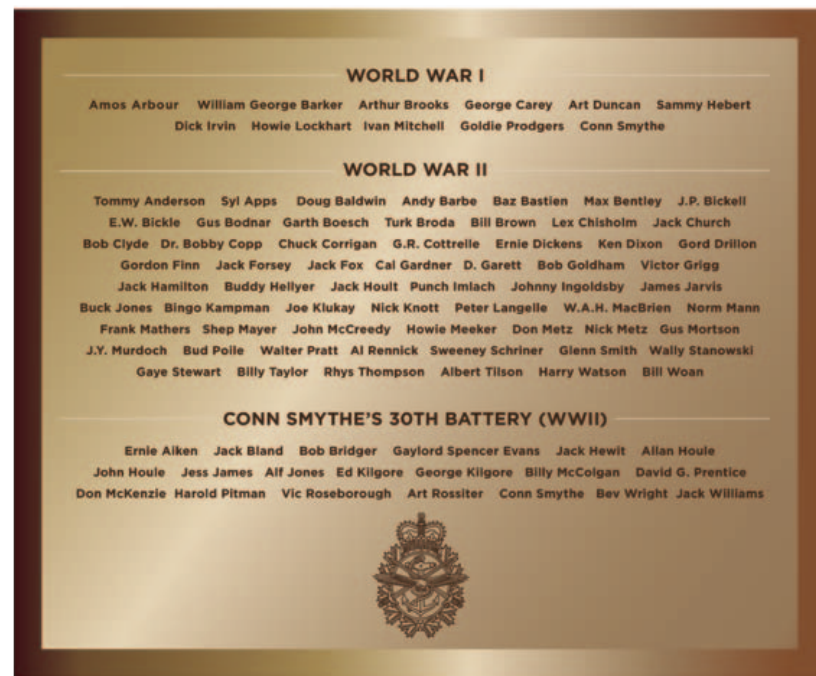 WORLD WAR I
Amos Arbour William George Barker Arthur Brooks George Carey Art Duncan Sammy Hebert
Dick Irvin Howie Lockhart Ivan Mitchell Goldie Prodgers Conn Smythe
WORLD WAR II
Tommy Anderson Syl Apps Doug Baldwin Andy Barbe Baz Bastien Max Bentley J.P. Bickell
E.W. Bickle Gus Bodnar Garth Boesch Turk Broda Bill Brown Lex Chisholm Jack Church
Bob Clyde Dr. Bobby Copp Chuck Corrigan G.R. Cottrelle Ernie Dickens Ken Dixon Gord Drillon
Gordon Finn Jack Forsey Jack Fox Cal Gardner D. Garett Bob Goldham Victor Grigg
Jack Hamilton Buddy Hellyer Jack Hoult Punch Imlach Johnny Ingoldsby James Jarvis
Buck Jones Bingo Kampman Joe Klukay Nick Knott Peter Langelle W.A.H. MacBrien Norm Mann
Frank Mathers Shep Mayer John McCreedy Howie Meeker Don Metz Nick Metz Gus Mortson
J.Y. Murdoch Bud Poile Walter Pratt Al Rennick Sweeney Schriner Glenn Smith Wally Stanowski
Gaye Stewart Billy Taylor Rhys Thompson Albert Tilson Harry Watson Bill Woan
CONN SMYTHE'S 30TH BATTERY (WWII)
Ernie Aiken Jack Bland Bob Bridger Gaylord Spencer Evans Jack Hewit Allan Houle
John Houle Jess James Alf Jones Ed Kilgore George Kilgore Billy McColgan David G. Prentice
Don McKenzie Harold Pitman Vic Roseborough Art Rossiter Conn Smythe Bev Wright Jack Williams